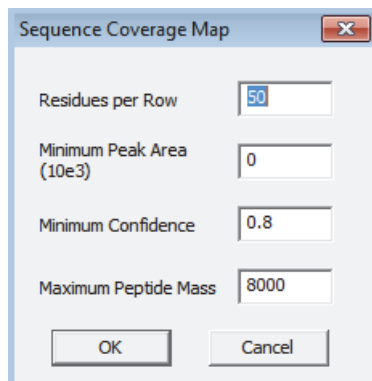 Sequence Coverage Map
Residues per Row 50
Minimum Peak Area
(10e3) 0
Minimum Confidence 0.8
Maximum Peptide Mass 8000
OK Cancel